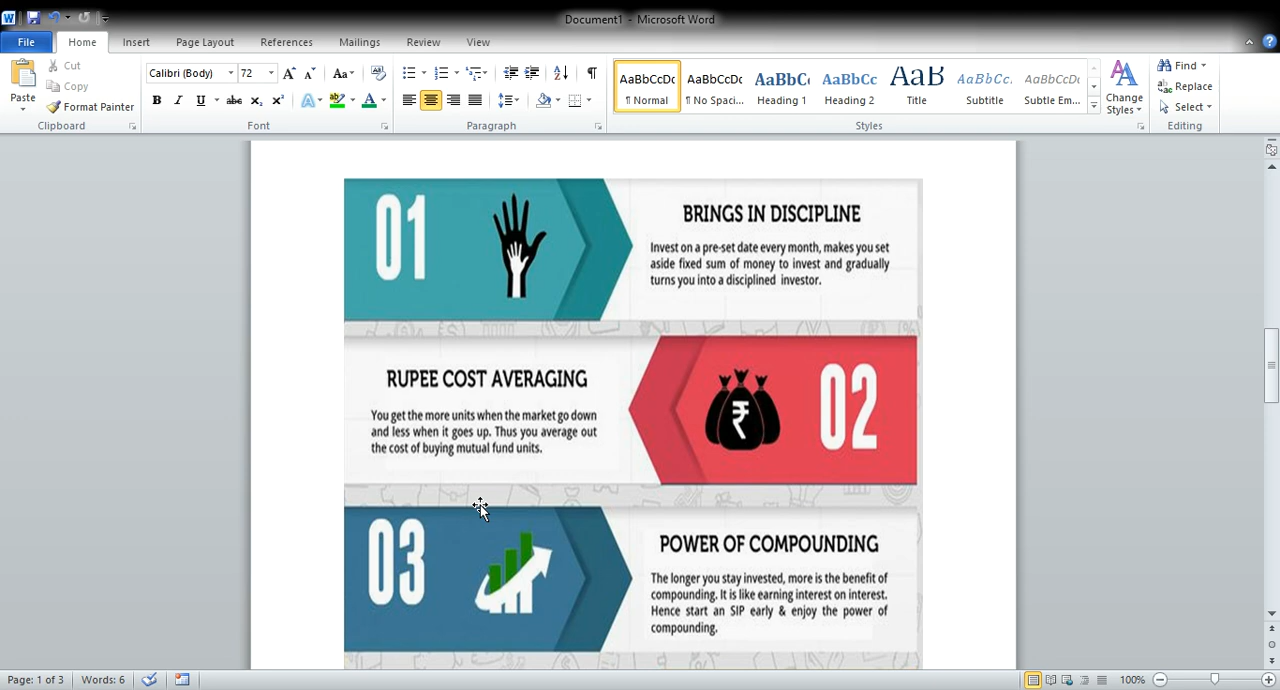 Document1 - Microsoft Word
File Home Insert Page Layout References Mailings Review View
Paste
Cut
Copy
Format Painter
Clipboard
Calibri (Body) 72
Font
Paragraph
AaBbCcDc AaBbCcDc AaBbCc AaBbCc AaB AaBbCc. AaBbCcDc
¶ Normal ¶ No Spaci... Heading 1 Heading 2 Title Subtitle Subtle Em...
Change
Styles
Styles
Find
Replace
Select
Editing
01
BRINGS IN DISCIPLINE
Invest on a pre-set date every month, makes you set
aside fixed sum of money to invest and gradually
turns you into a disciplined investor.
RUPEE COST AVERAGING
You get the more units when the market go down
and less when it goes up. Thus you average out
the cost of buying mutual fund units.
₹
02
03
POWER OF COMPOUNDING
The longer you stay invested, more is the benefit of
compounding. It is like earning interest on interest.
Hence start an SIP early & enjoy the power of
compounding.
Page: 1 of 3 Words: 6 100%